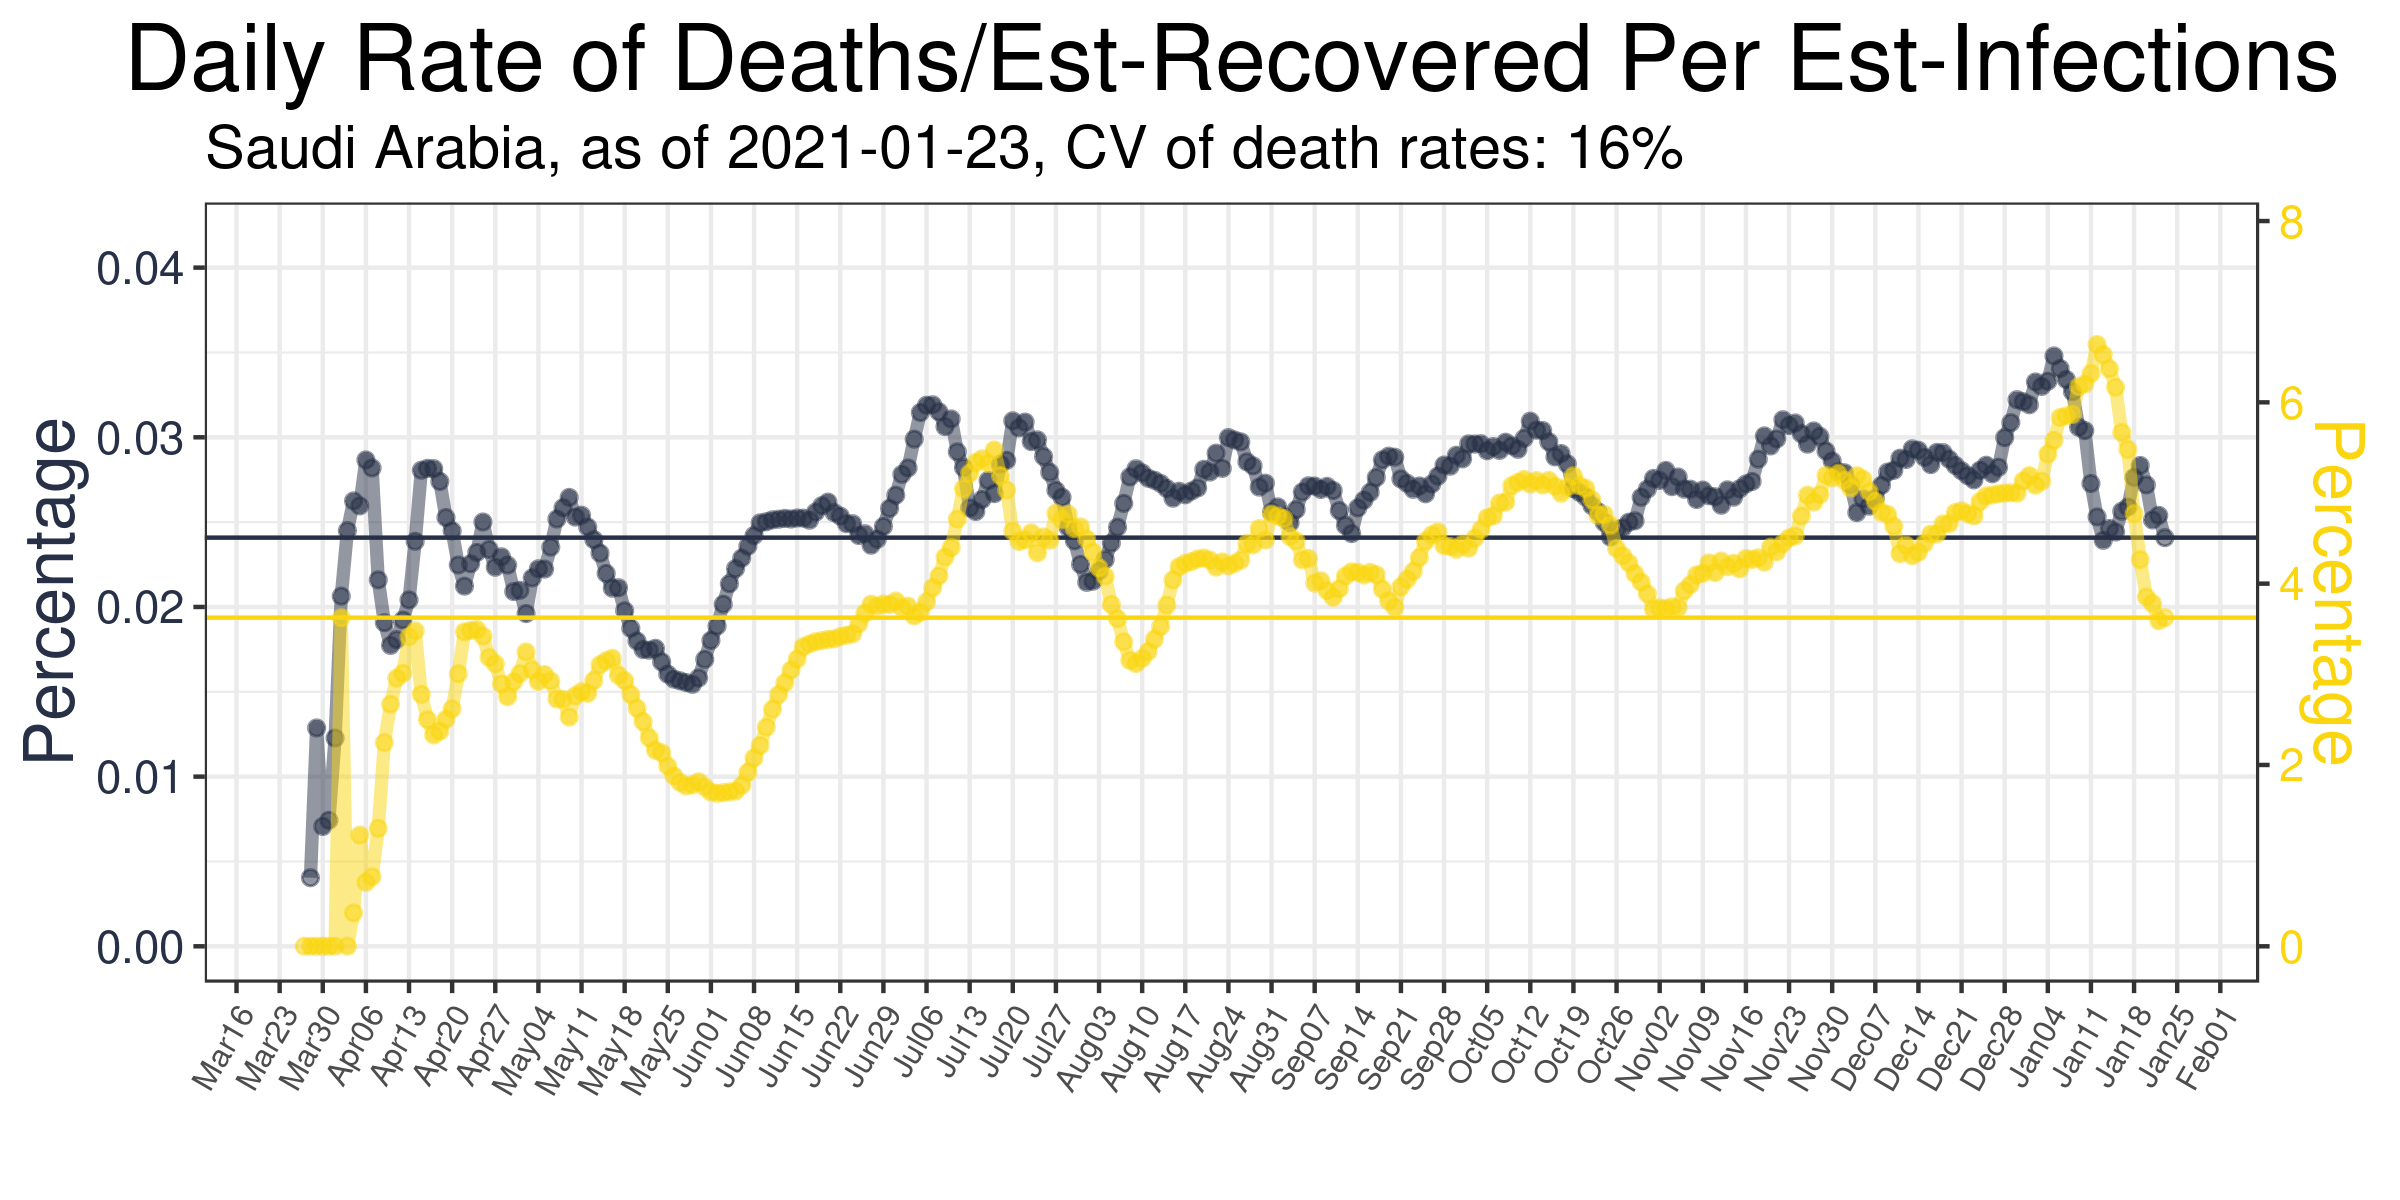 Daily Rate of Deaths/Est-Recovered Per Est-Infections
Saudi Arabia, as of 2021-01-23, CV of death rates: 16%
Percentage
0.04
0.03
0.02
0.01
0.00
8
6
4
2
0
Percentage
Mar16
Mar23
Mar30
Apr06
Apr13
Apr20
Apr27
May04
May11
May18
May25
Jun01
Jun08
Jun15
Jun22
Jun29
Jul06
Jul13
Jul20
Jul27
Aug03
Aug10
Aug17
Aug24
Aug31
Sep07
Sep14
Sep21
Sep28
Oct05
Oct12
Oct19
Oct26
Nov02
Nov09
Nov16
Nov23
Nov30
Dec07
Dec14
Dec21
Dec28
Jan04
Jan11
Jan18
Jan25
Feb01